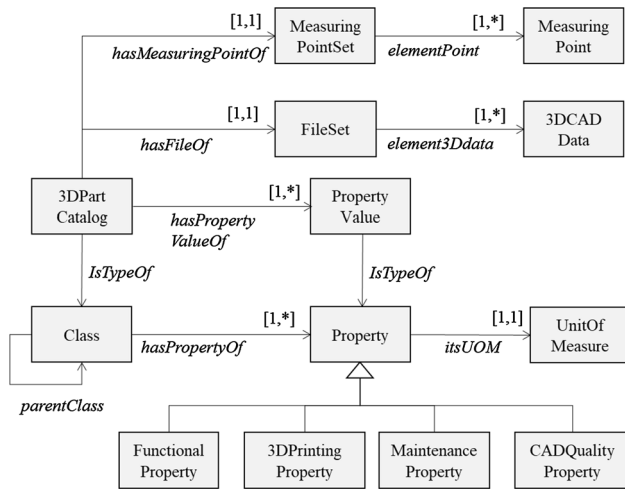 [1,1]
Measuring
PointSet
hasMeasuringPointOf
[1,*]
elementPoint
Measuring
Point
[1,1]
hasFileOf
FileSet
[1,*]
element3Ddata
3DCAD
Data
3DPart
Catalog
[1,*]
hasProperty
ValueOf
Property
Value
IsTypeOf
IsTypeOf
Class
[1,*]
hasPropertyOf
Property
[1,1]
itsUOM
UnitOf
Measure
parentClass
Functional
Property
3DPrinting
Property
Maintenance
Property
CADQuality
Property